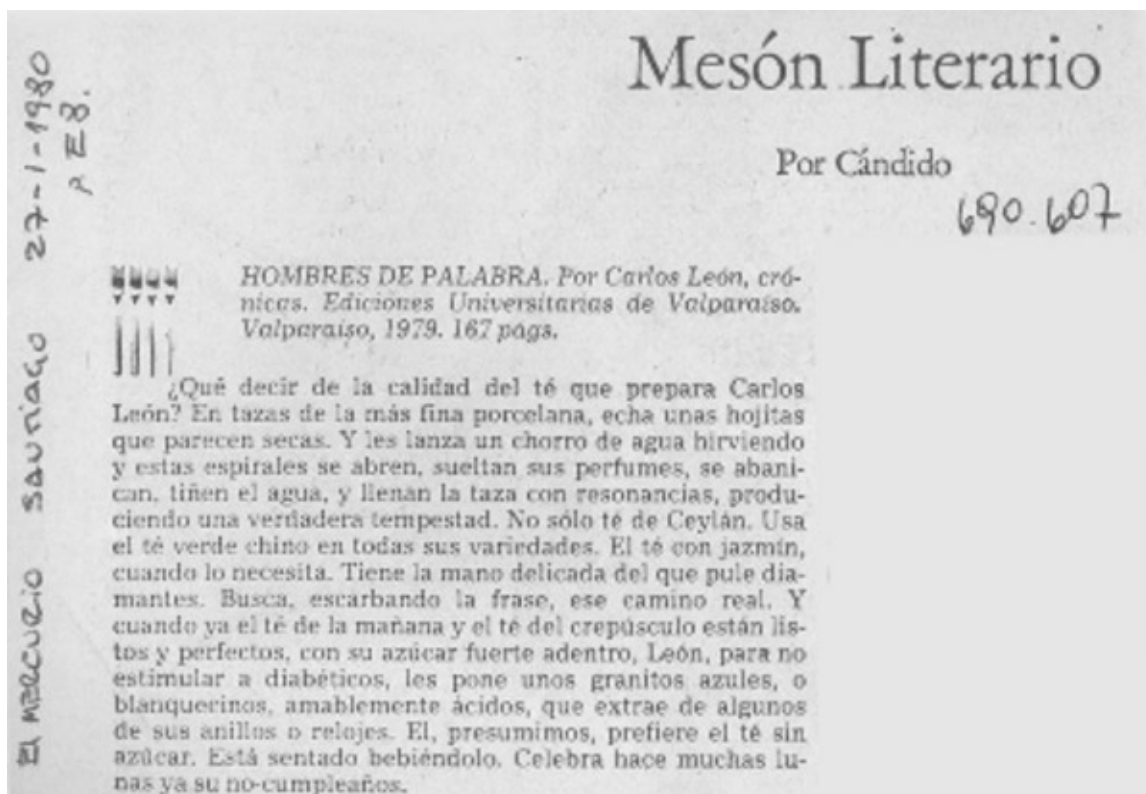 Mesón Literario
Por Cándido
690.607
EL MERCURIO SANTIAGO 27-1-1980
p E8.
HOMBRES DE PALABRA. Por Carlos León, cró-
nicas. Ediciones Universitarias de Valparaíso.
Valparaíso, 1979. 167 págs.
¿Qué decir de la calidad del té que prepara Carlos
León? En tazas de la más fina porcelana, echa unas hojitas
que parecen secas. Y les lanza un chorro de agua hirviendo
y estas espirales se abren, sueltan sus perfumes, se abani-
can, tiñen el agua, y llenan la taza con resonancias, produ-
ciendo una verdadera tempestad. No sólo té de Ceylán. Usa
el té verde chino en todas sus variedades. El té con jazmín,
cuando lo necesita. Tiene la mano delicada del que pule dia-
mantes. Busca, escarbando la frase, ese camino real. Y
cuando ya el té de la mañana y el té del crepúsculo están lis-
tos y perfectos, con su azúcar fuerte adentro, León, para no
estimular a diabéticos, les pone unos granitos azules, o
blanquecinos, amablemente ácidos, que extrae de algunos
de sus anillos o relojes. El, presumimos, prefiere el té sin
azúcar. Está sentado bebiéndolo. Celebra hace muchas lu-
nas ya su no-cumpleaños.